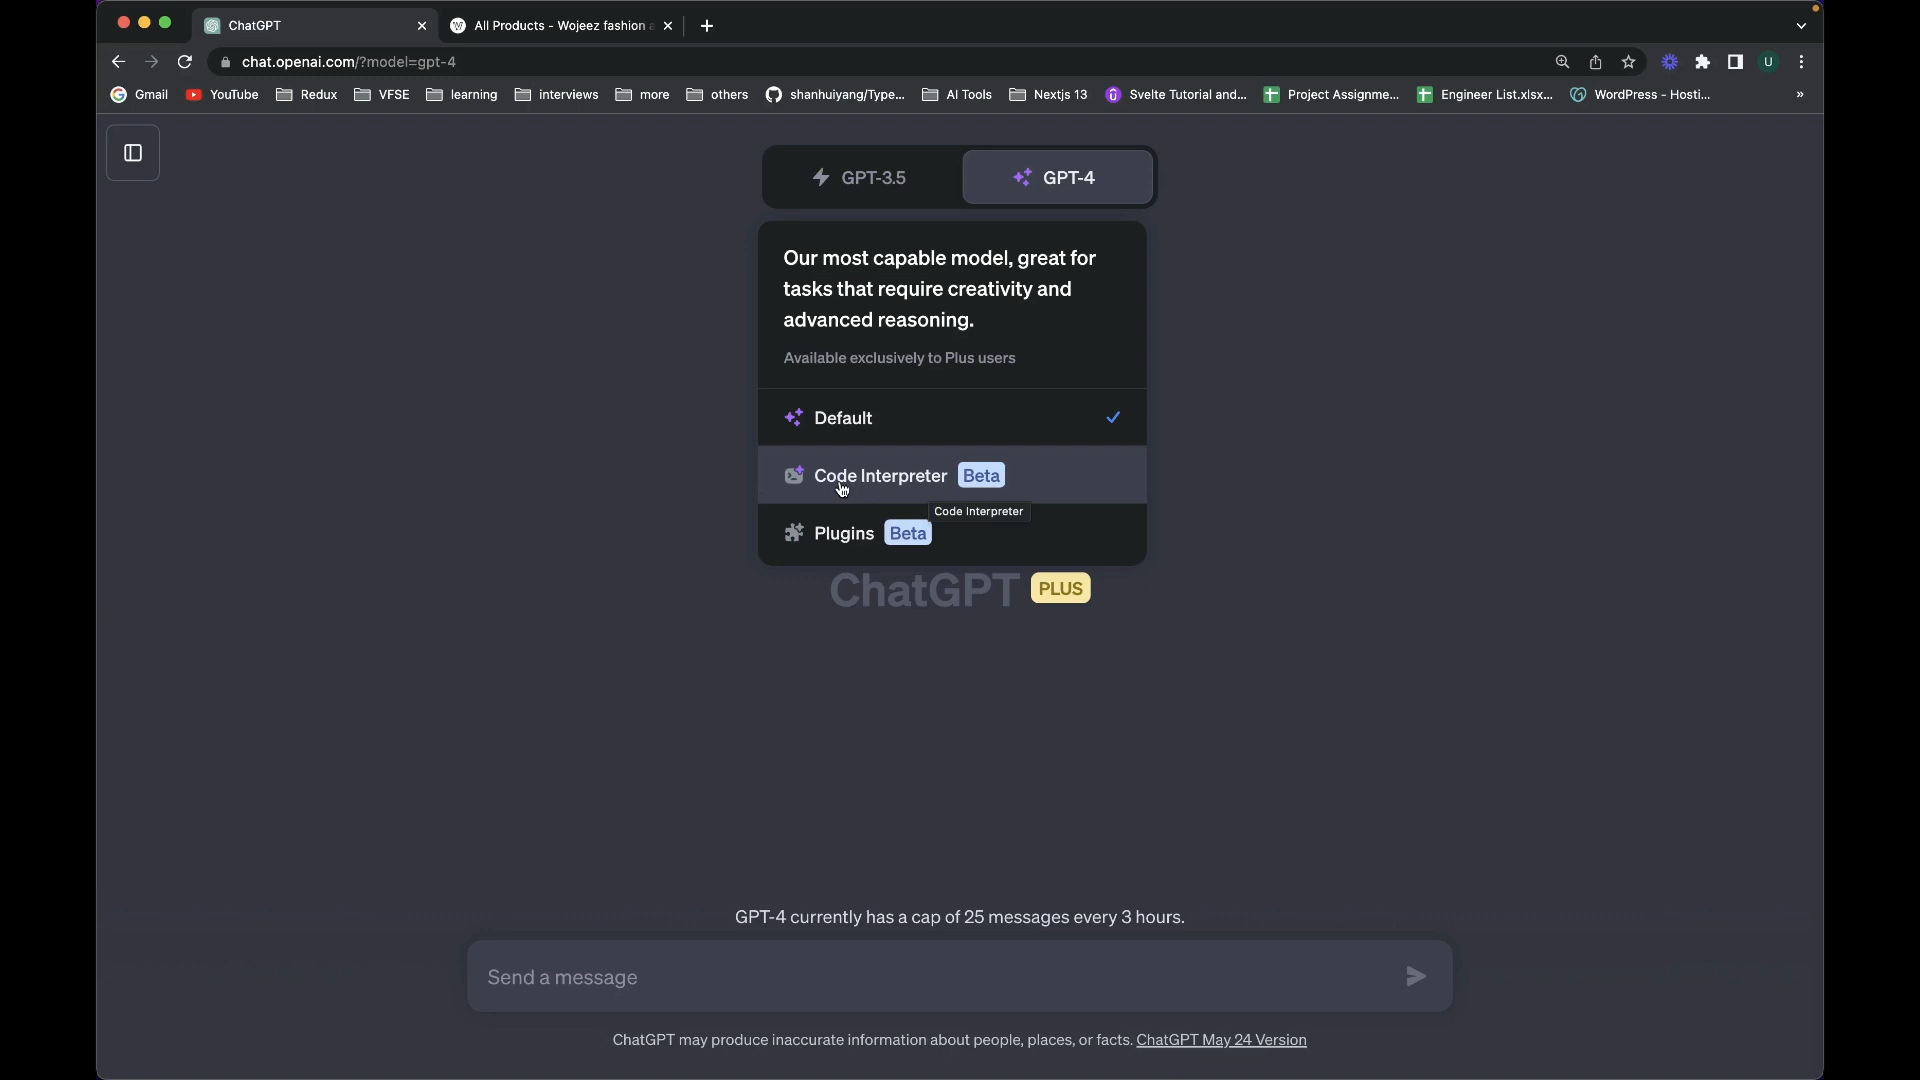 ChatGPT
All Products - Wojeez fashion a
chat.openai.com/?model=gpt-4
U
Gmail
YouTube
Redux
VFSE
learning
interviews
more
others
shanhuiyang/Type...
AI Tools
Nextjs 13
Svelte Tutorial and...
Project Assignme...
Engineer List.xlsx...
WordPress - Hosti...
»
GPT-3.5
GPT-4
Our most capable model, great for
tasks that require creativity and
advanced reasoning.
Available exclusively to Plus users
Default
Code Interpreter Beta
Code Interpreter
Plugins Beta
ChatGPT PLUS
GPT-4 currently has a cap of 25 messages every 3 hours.
Send a message
ChatGPT may produce inaccurate information about people, places, or facts. ChatGPT May 24 Version